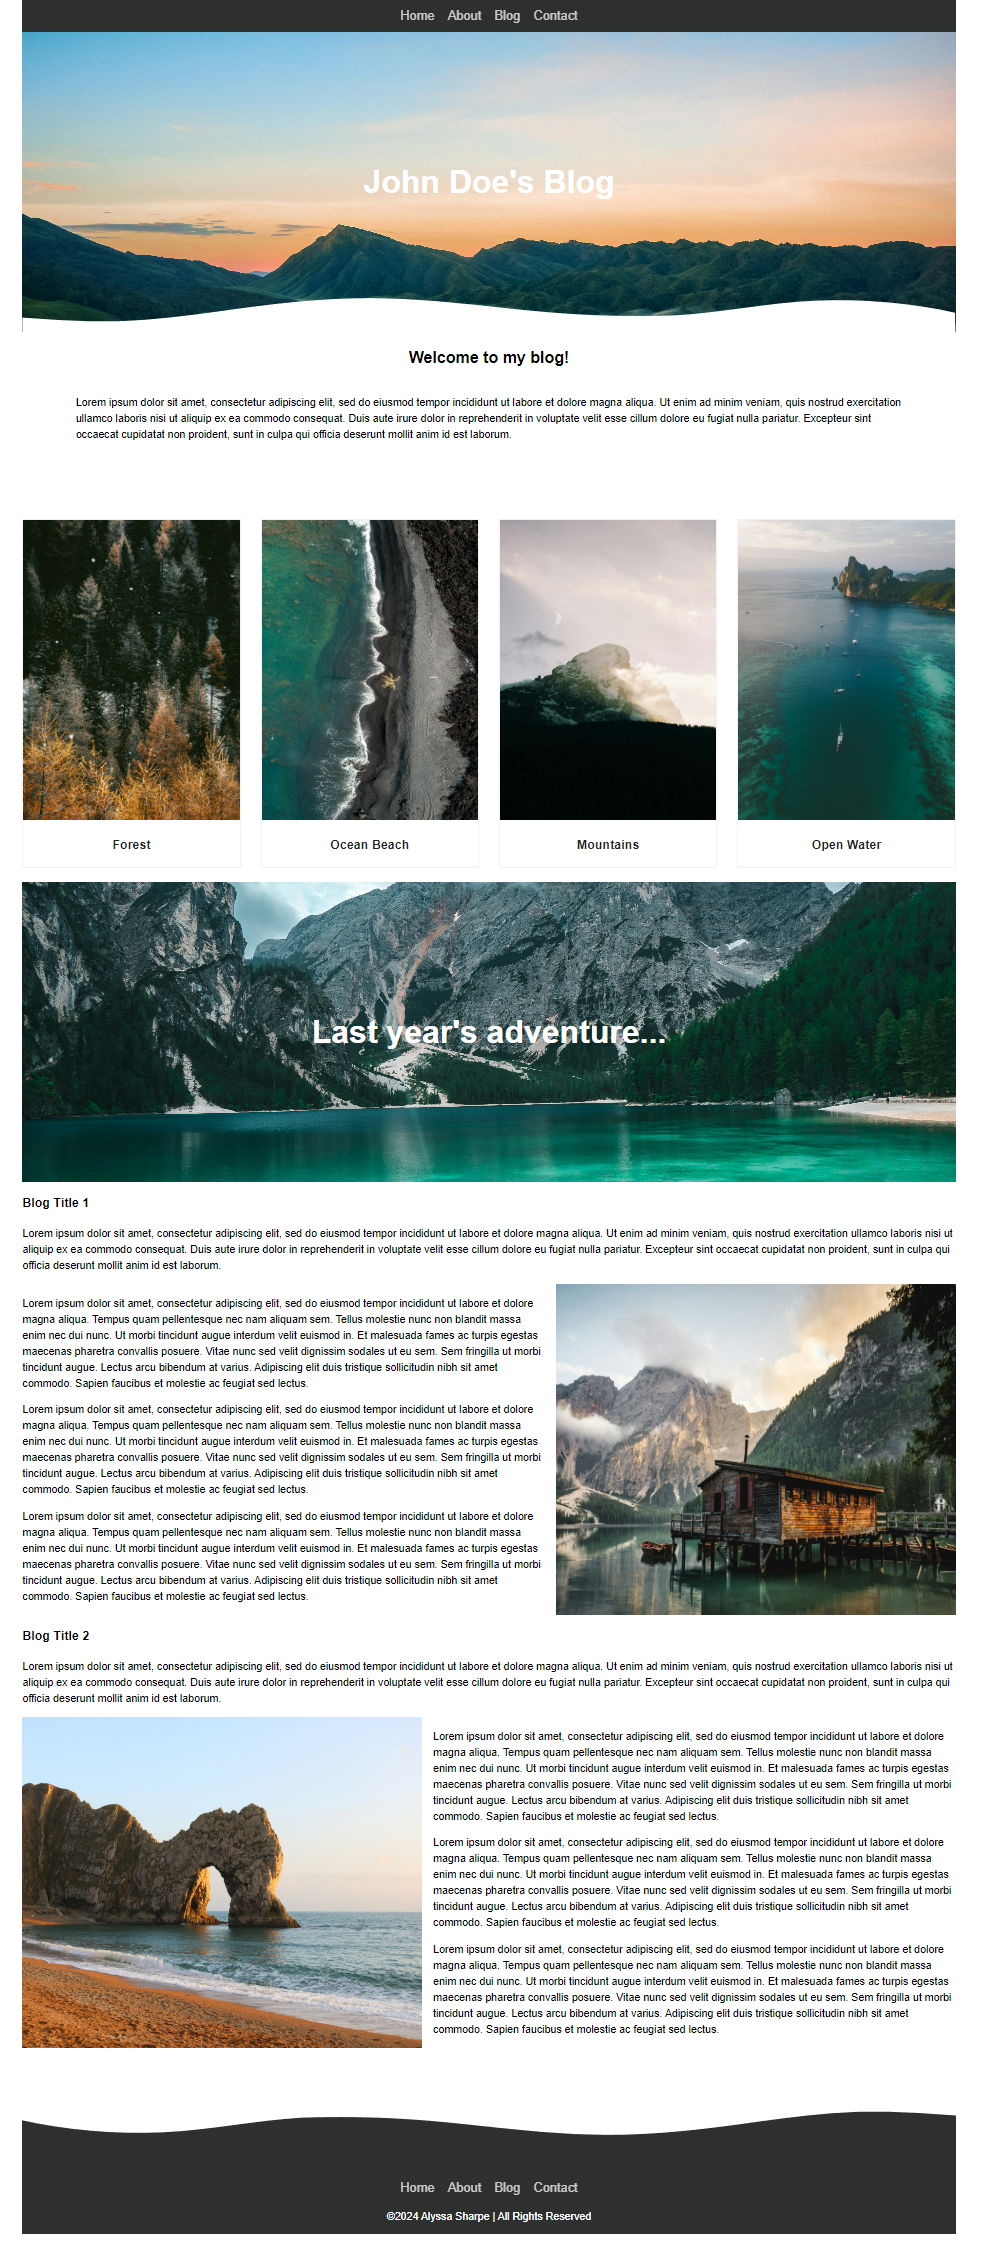 Home About Blog Contact
John Doe's Blog
Welcome to my blog!
Lorem ipsum dolor sit amet, consectetur adipiscing elit, sed do eiusmod tempor incididunt ut labore et dolore magna aliqua. Ut enim ad minim veniam, quis nostrud exercitation
ullamco laboris nisi ut aliquip ex ea commodo consequat. Duis aute irure dolor in reprehenderit in voluptate velit esse cillum dolore eu fugiat nulla pariatur. Excepteur sint
occaecat cupidatat non proident, sunt in culpa qui officia deserunt mollit anim id est laborum.
Forest
Ocean Beach
Mountains
Open Water
Last year's adventure...
Blog Title 1
Lorem ipsum dolor sit amet, consectetur adipiscing elit, sed do eiusmod tempor incididunt ut labore et dolore magna aliqua. Ut enim ad minim veniam, quis nostrud exercitation ullamco laboris nisi ut
aliquip ex ea commodo consequat. Duis aute irure dolor in reprehenderit in voluptate velit esse cillum dolore eu fugiat nulla pariatur. Excepteur sint occaecat cupidatat non proident, sunt in culpa qui
officia deserunt mollit anim id est laborum.
Lorem ipsum dolor sit amet, consectetur adipiscing elit, sed do eiusmod tempor incididunt ut labore et dolore
magna aliqua. Tempus quam pellentesque nec nam aliquam sem. Tellus molestie nunc non blandit massa
enim nec dui nunc. Ut morbi tincidunt augue interdum velit euismod in. Et malesuada fames ac turpis egestas
maecenas pharetra convallis posuere. Vitae nunc sed velit dignissim sodales ut eu sem. Sem fringilla ut morbi
tincidunt augue. Lectus arcu bibendum at varius. Adipiscing elit duis tristique sollicitudin nibh sit amet
commodo. Sapien faucibus et molestie ac feugiat sed lectus.
Lorem ipsum dolor sit amet, consectetur adipiscing elit, sed do eiusmod tempor incididunt ut labore et dolore
magna aliqua. Tempus quam pellentesque nec nam aliquam sem. Tellus molestie nunc non blandit massa
enim nec dui nunc. Ut morbi tincidunt augue interdum velit euismod in. Et malesuada fames ac turpis egestas
maecenas pharetra convallis posuere. Vitae nunc sed velit dignissim sodales ut eu sem. Sem fringilla ut morbi
tincidunt augue. Lectus arcu bibendum at varius. Adipiscing elit duis tristique sollicitudin nibh sit amet
commodo. Sapien faucibus et molestie ac feugiat sed lectus.
Lorem ipsum dolor sit amet, consectetur adipiscing elit, sed do eiusmod tempor incididunt ut labore et dolore
magna aliqua. Tempus quam pellentesque nec nam aliquam sem. Tellus molestie nunc non blandit massa
enim nec dui nunc. Ut morbi tincidunt augue interdum velit euismod in. Et malesuada fames ac turpis egestas
maecenas pharetra convallis posuere. Vitae nunc sed velit dignissim sodales ut eu sem. Sem fringilla ut morbi
tincidunt augue. Lectus arcu bibendum at varius. Adipiscing elit duis tristique sollicitudin nibh sit amet
commodo. Sapien faucibus et molestie ac feugiat sed lectus.
Blog Title 2
Lorem ipsum dolor sit amet, consectetur adipiscing elit, sed do eiusmod tempor incididunt ut labore et dolore magna aliqua. Ut enim ad minim veniam, quis nostrud exercitation ullamco laboris nisi ut
aliquip ex ea commodo consequat. Duis aute irure dolor in reprehenderit in voluptate velit esse cillum dolore eu fugiat nulla pariatur. Excepteur sint occaecat cupidatat non proident, sunt in culpa qui
officia deserunt mollit anim id est laborum.
Lorem ipsum dolor sit amet, consectetur adipiscing elit, sed do eiusmod tempor incididunt ut labore et dolore
magna aliqua. Tempus quam pellentesque nec nam aliquam sem. Tellus molestie nunc non blandit massa
enim nec dui nunc. Ut morbi tincidunt augue interdum velit euismod in. Et malesuada fames ac turpis egestas
maecenas pharetra convallis posuere. Vitae nunc sed velit dignissim sodales ut eu sem. Sem fringilla ut morbi
tincidunt augue. Lectus arcu bibendum at varius. Adipiscing elit duis tristique sollicitudin nibh sit amet
commodo. Sapien faucibus et molestie ac feugiat sed lectus.
Lorem ipsum dolor sit amet, consectetur adipiscing elit, sed do eiusmod tempor incididunt ut labore et dolore
magna aliqua. Tempus quam pellentesque nec nam aliquam sem. Tellus molestie nunc non blandit massa
enim nec dui nunc. Ut morbi tincidunt augue interdum velit euismod in. Et malesuada fames ac turpis egestas
maecenas pharetra convallis posuere. Vitae nunc sed velit dignissim sodales ut eu sem. Sem fringilla ut morbi
tincidunt augue. Lectus arcu bibendum at varius. Adipiscing elit duis tristique sollicitudin nibh sit amet
commodo. Sapien faucibus et molestie ac feugiat sed lectus.
Lorem ipsum dolor sit amet, consectetur adipiscing elit, sed do eiusmod tempor incididunt ut labore et dolore
magna aliqua. Tempus quam pellentesque nec nam aliquam sem. Tellus molestie nunc non blandit massa
enim nec dui nunc. Ut morbi tincidunt augue interdum velit euismod in. Et malesuada fames ac turpis egestas
maecenas pharetra convallis posuere. Vitae nunc sed velit dignissim sodales ut eu sem. Sem fringilla ut morbi
tincidunt augue. Lectus arcu bibendum at varius. Adipiscing elit duis tristique sollicitudin nibh sit amet
commodo. Sapien faucibus et molestie ac feugiat sed lectus.
Home About Blog Contact
©2024 Alyssa Sharpe | All Rights Reserved